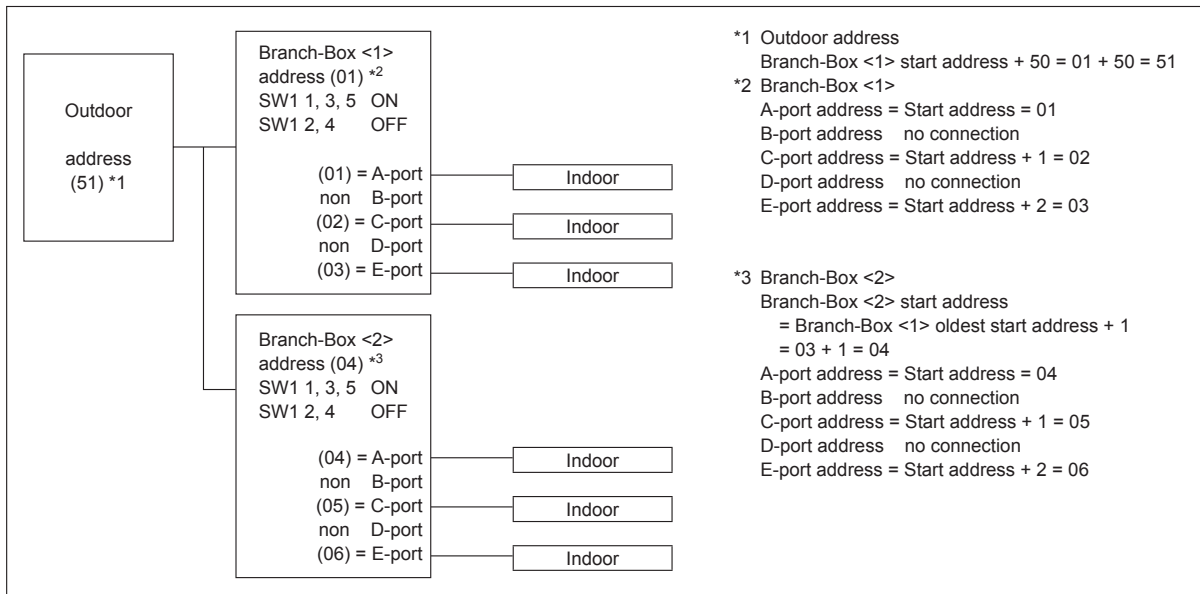 Outdoor
address
(51) *1
Branch-Box <1>
address (01) *2
SW1 1, 3, 5 ON
SW1 2, 4 OFF
(01) = A-port
non B-port
(02) = C-port
non D-port
(03) = E-port
Indoor
Indoor
Indoor
Branch-Box <2>
address (04) *3
SW1 1, 3, 5 ON
SW1 2, 4 OFF
(04) = A-port
non B-port
(05) = C-port
non D-port
(06) = E-port
Indoor
Indoor
Indoor
*1 Outdoor address
Branch-Box <1> start address + 50 = 01 + 50 = 51
*2 Branch-Box <1>
A-port address = Start address = 01
B-port address no connection
C-port address = Start address + 1 = 02
D-port address no connection
E-port address = Start address + 2 = 03
*3 Branch-Box <2>
Branch-Box <2> start address
= Branch-Box <1> oldest start address + 1
= 03 + 1 = 04
A-port address = Start address = 04
B-port address no connection
C-port address = Start address + 1 = 05
D-port address no connection
E-port address = Start address + 2 = 06